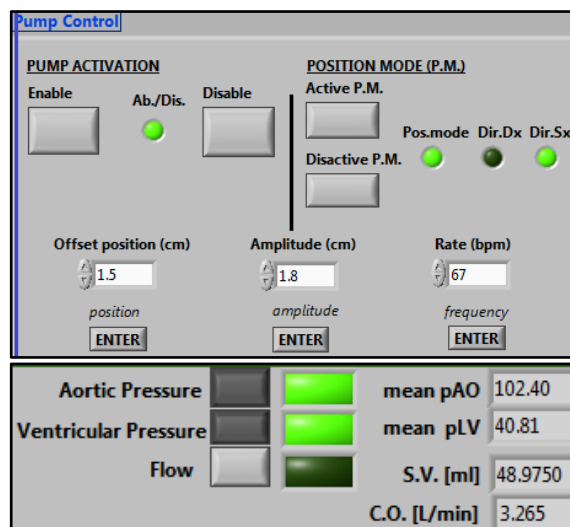 Pump Control
PUMP ACTIVATION
Enable
Ab./Dis.
Disable
POSITION MODE (P.M.)
Active P.M.
Pos.mode Dir.Dx Dir.Sx
Disactive P.M.
Offset position (cm) Amplitude (cm) Rate (bpm)
1.5 1.8 67
position amplitude frequency
ENTER ENTER ENTER
Aortic Pressure mean pAO 102.40
Ventricular Pressure mean pLV 40.81
Flow S.V. [ml] 48.9750
C.O. [L/min] 3.265